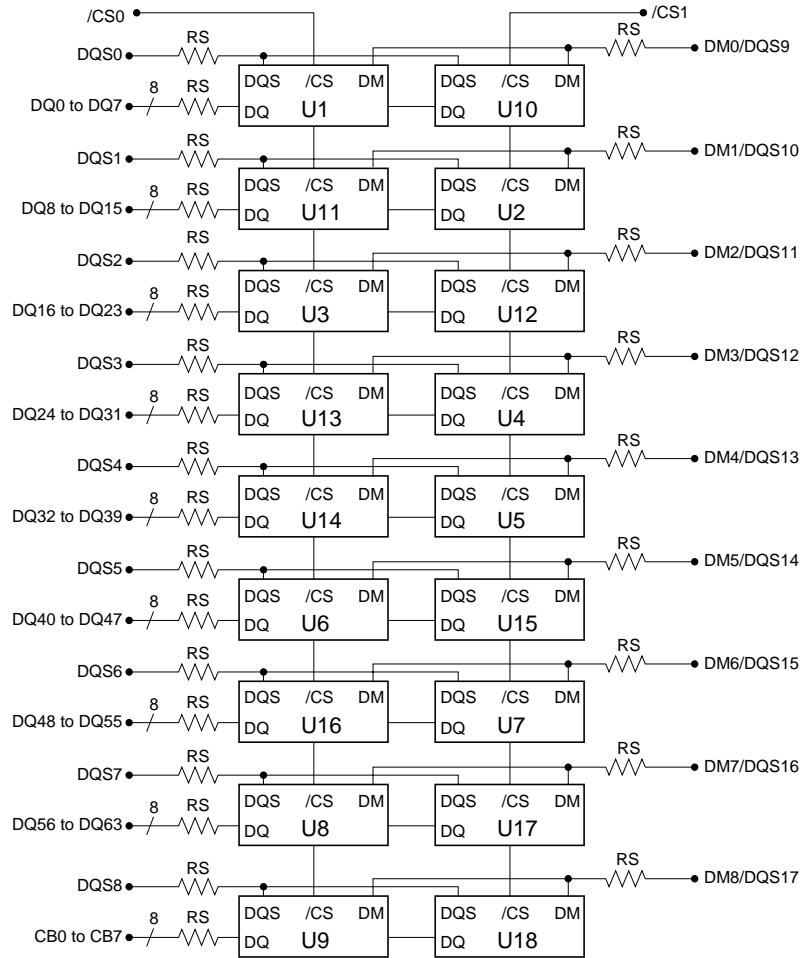 /CS0 /CS1
RS RS
DQS0 DM0/DQS9
8 RS DQS /CS DM DQS /CS DM
DQ0 to DQ7 DQ U1 DQ U10
RS RS
DQS1 DM1/DQS10
8 RS DQS /CS DM DQS /CS DM
DQ8 to DQ15 DQ U11 DQ U2
RS RS
DQS2 DM2/DQS11
8 RS DQS /CS DM DQS /CS DM
DQ16 to DQ23 DQ U3 DQ U12
RS RS
DQS3 DM3/DQS12
8 RS DQS /CS DM DQS /CS DM
DQ24 to DQ31 DQ U13 DQ U4
RS RS
DQS4 DM4/DQS13
8 RS DQS /CS DM DQS /CS DM
DQ32 to DQ39 DQ U14 DQ U5
RS RS
DQS5 DM5/DQS14
8 RS DQS /CS DM DQS /CS DM
DQ40 to DQ47 DQ U6 DQ U15
RS RS
DQS6 DM6/DQS15
8 RS DQS /CS DM DQS /CS DM
DQ48 to DQ55 DQ U16 DQ U7
RS RS
DQS7 DM7/DQS16
8 RS DQS /CS DM DQS /CS DM
DQ56 to DQ63 DQ U8 DQ U17
RS RS
DQS8 DM8/DQS17
8 RS DQS /CS DM DQS /CS DM
CB0 to CB7 DQ U9 DQ U18